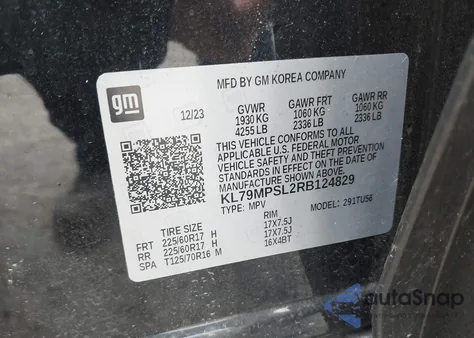 MFD BY GM KOREA COMPANY
gm
12/23
GVWR GAWR FRT GAWR RR
1930 KG 1060 KG 1060 KG
4255 LB 2336 LB 2336 LB
THIS VEHICLE CONFORMS TO ALL
APPLICABLE U.S. FEDERAL MOTOR
VEHICLE SAFETY AND THEFT PREVENTION
STANDARDS IN EFFECT ON THE DATE OF
MANUFACTURE SHOWN ABOVE.
KL79MPSL2RB124829
TYPE: MPV MODEL: 291TU56
TIRE SIZE RIM
FRT 225/60R17 H 17X7.5J
RR 225/60R17 H 17X7.5J
SPA T125/70R16 M 16X4BT
autoSnap